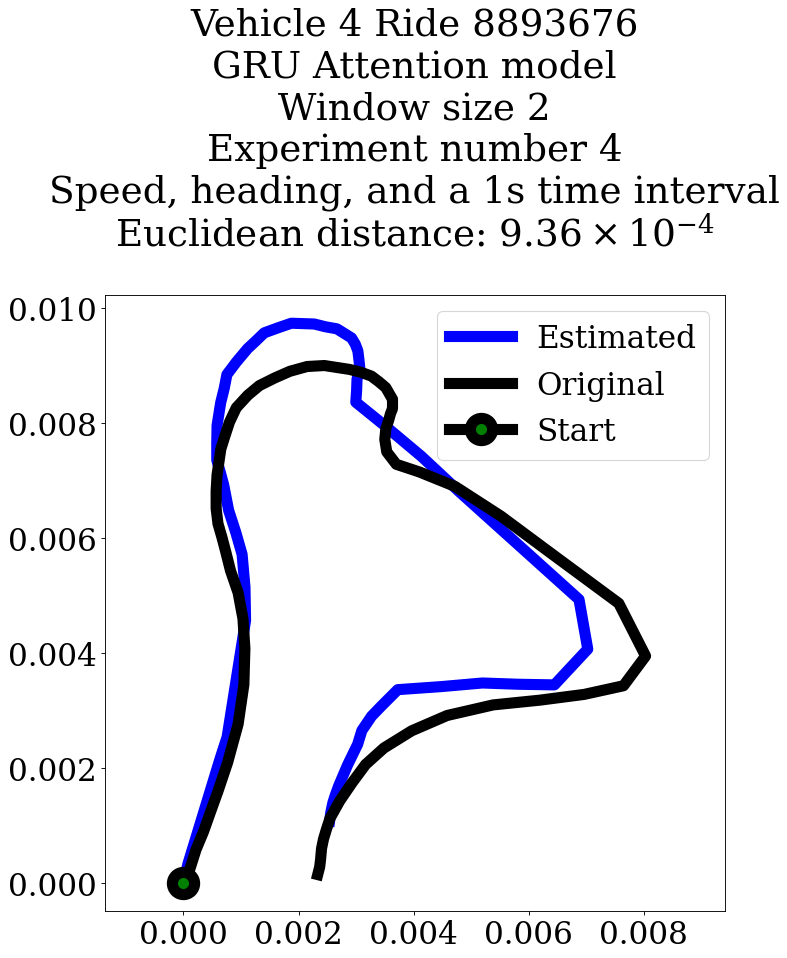 Vehicle 4 Ride 8893676
GRU Attention model
Window size 2
Experiment number 4
Speed, heading, and a 1s time interval
Euclidean distance: 9.36 × 10⁻⁴
0.010
0.008
0.006
0.004
0.002
0.000
Estimated
Original
Start
0.000 0.002 0.004 0.006 0.008